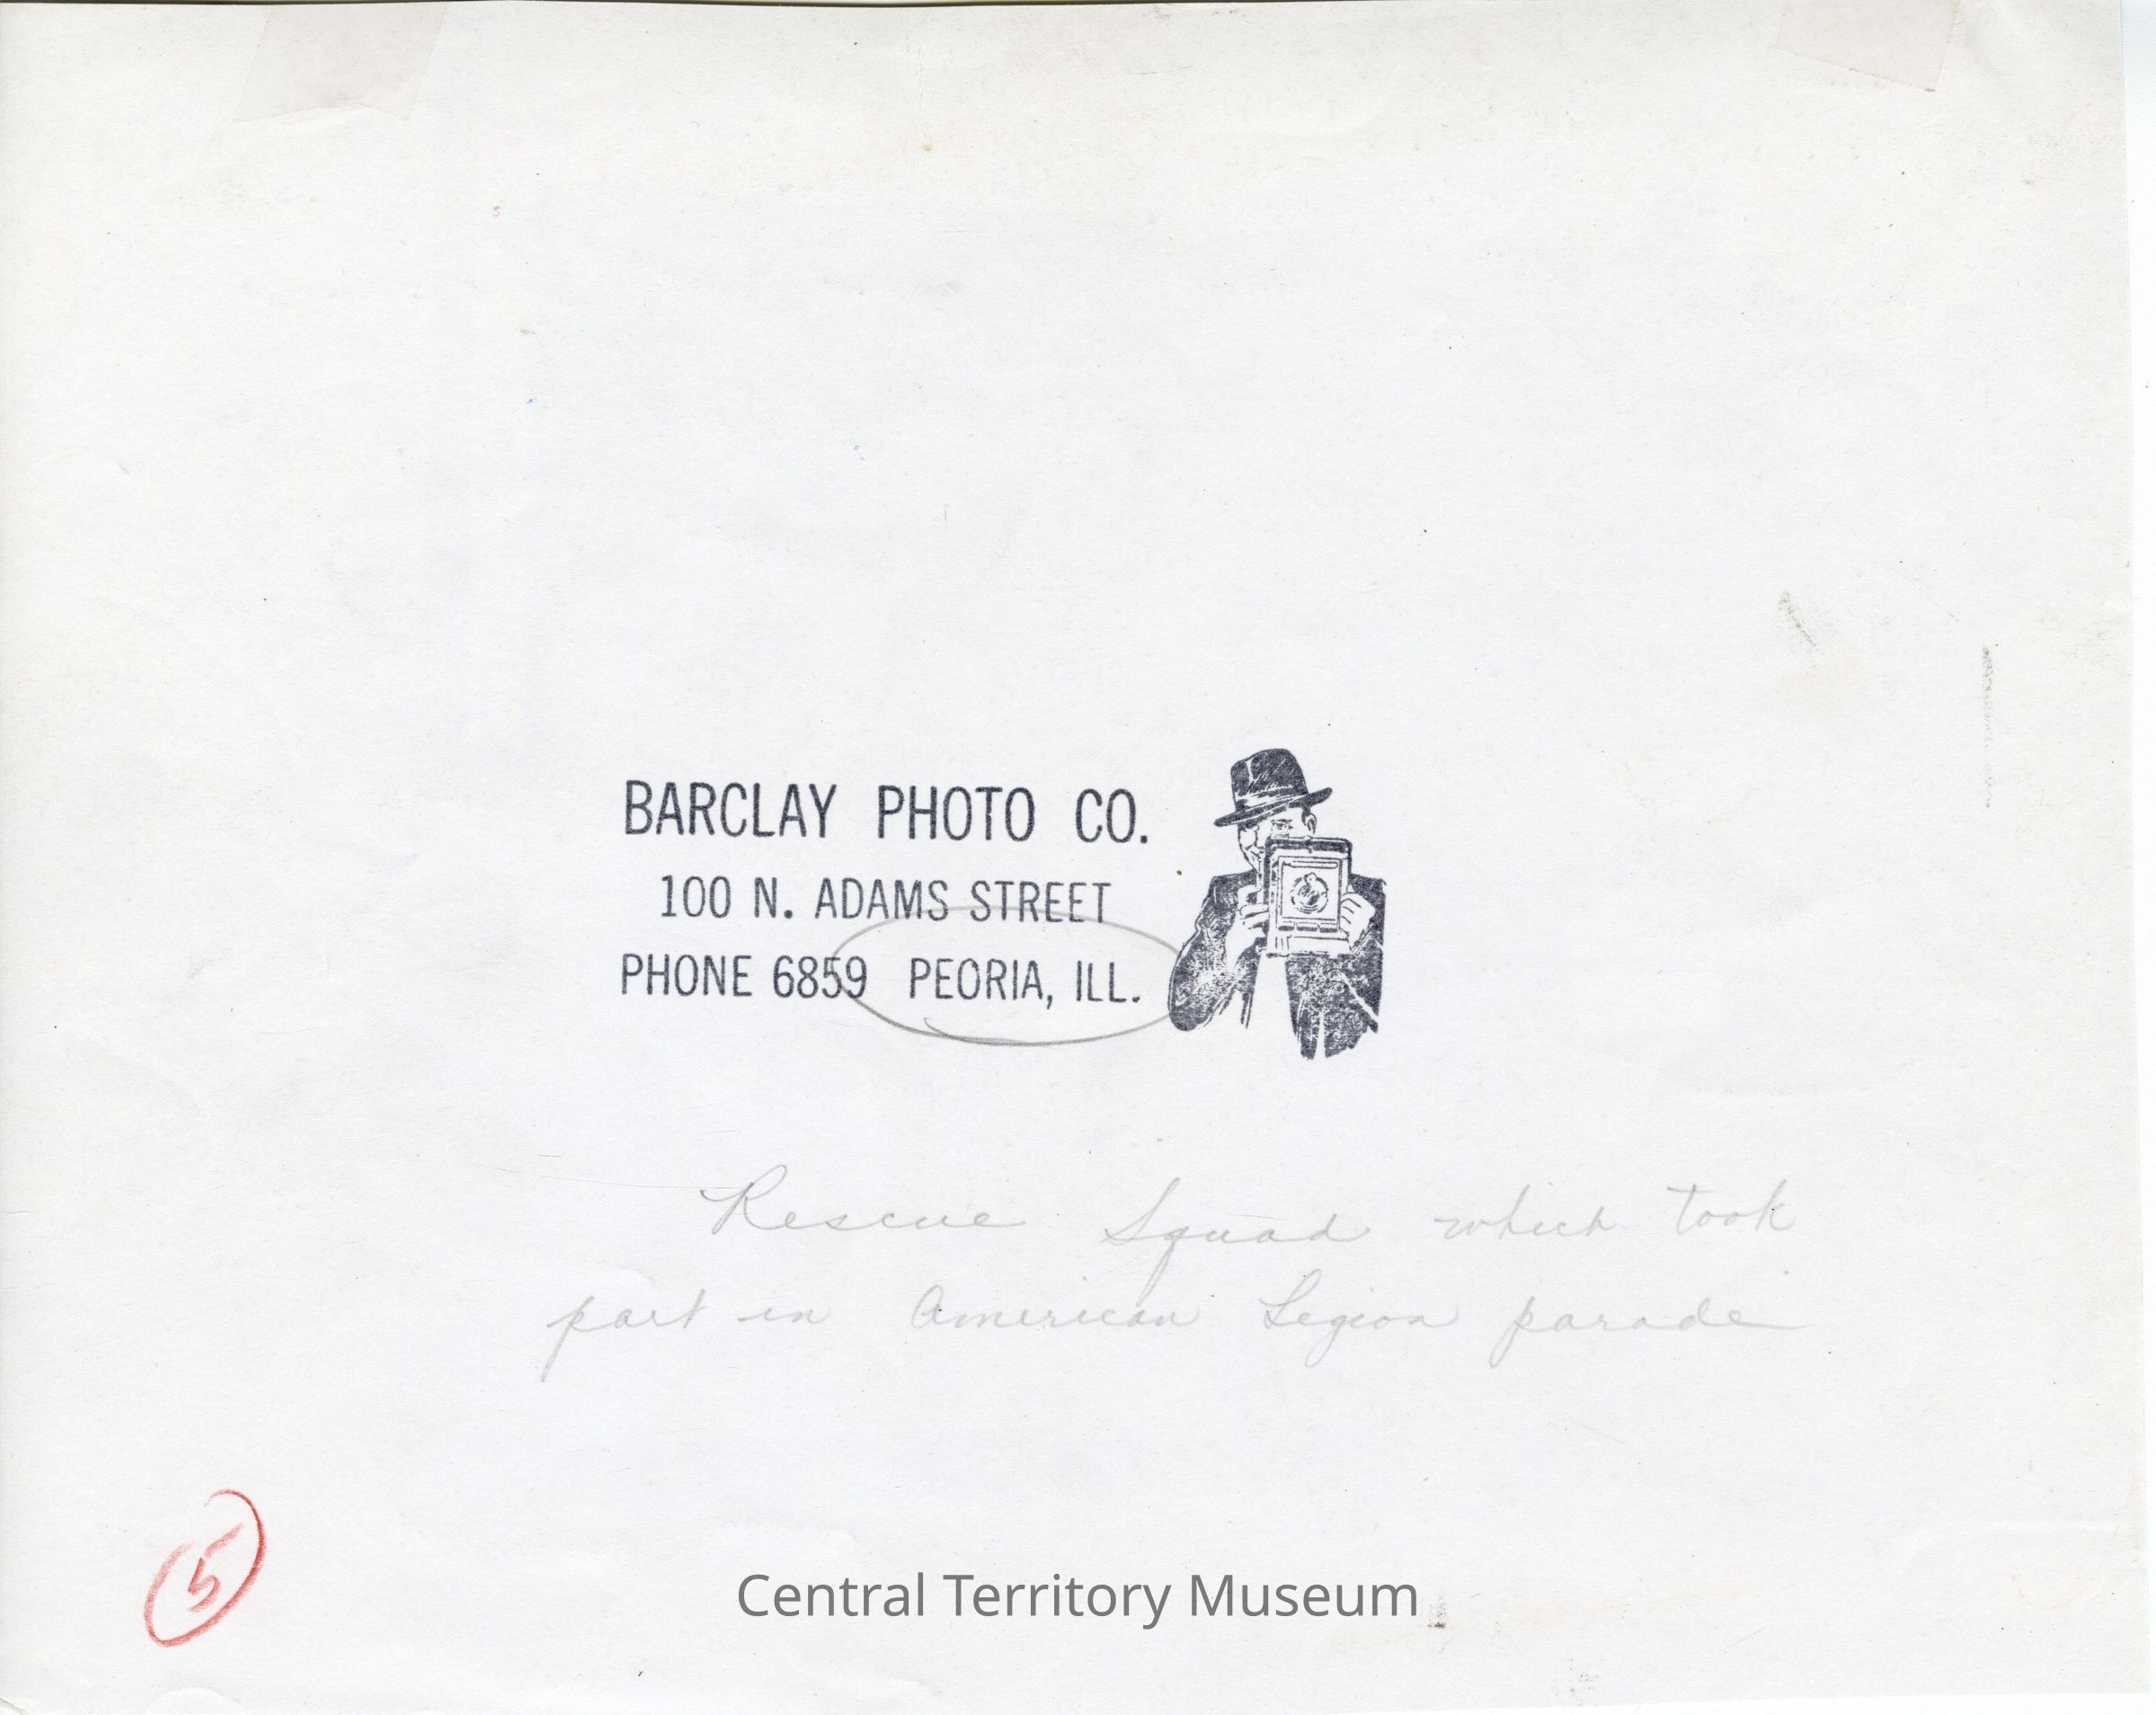 BARCLAY PHOTO CO.
100 N. ADAMS STREET
PHONE 6859 PEORIA, ILL.
Rescue Squad which took
part in American Legion parade
5
Central Territory Museum